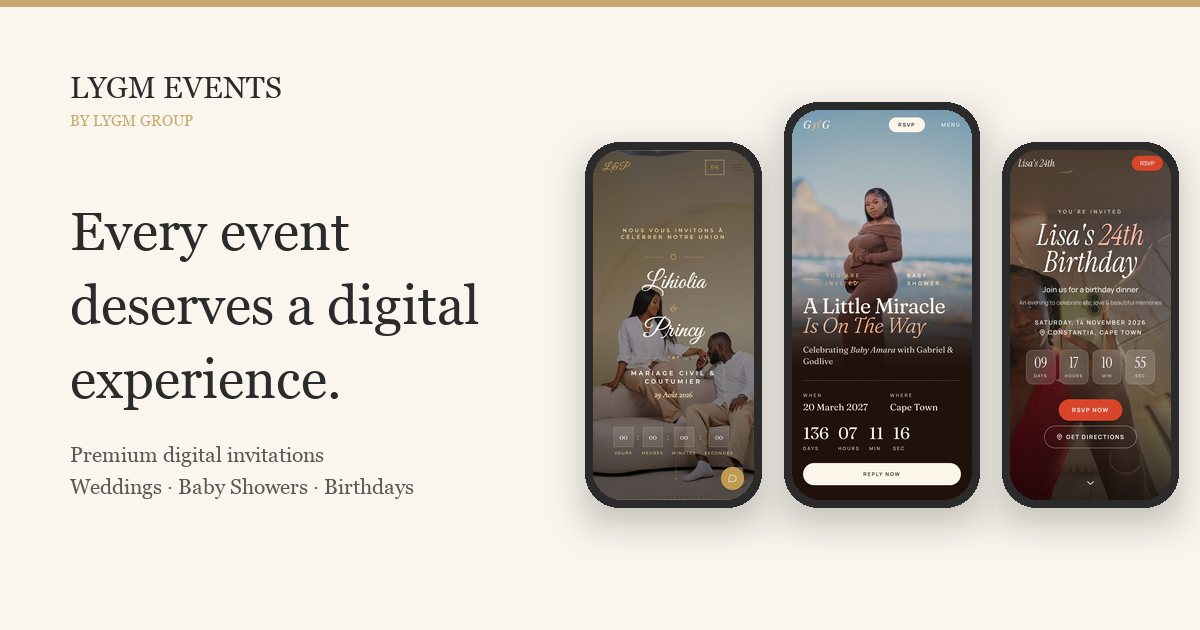 LYGM EVENTS
BY LYGM GROUP
Every event
deserves a digital
experience.
Premium digital invitations
Weddings · Baby Showers · Birthdays
L&P
EN
NOUS VOUS INVITONS À
CÉLÉBRER NOTRE UNION
Lihiolia
&
Princy
MARIAGE CIVIL &
COUTUMIER
29 Août 2026
00 : 00 : 00 : 00
JOURS HEURES MINUTES SECONDES
G & G
RSVP
MENU
YOU ARE
INVITED
BABY
SHOWER
A Little Miracle
Is On The Way
Celebrating Baby Amara with Gabriel &
Godlive
WHEN
20 March 2027
WHERE
Cape Town
136 07 11 16
DAYS HOURS MIN SEC
REPLY NOW
Lisa's 24th
RSVP
YOU'RE INVITED
Lisa's 24th
Birthday
Join us for a birthday dinner
An evening to celebrate life, love & beautiful memories
SATURDAY, 14 NOVEMBER 2026
CONSTANTIA, CAPE TOWN
09 17 10 55
DAYS HOURS MIN SEC
RSVP NOW
GET DIRECTIONS